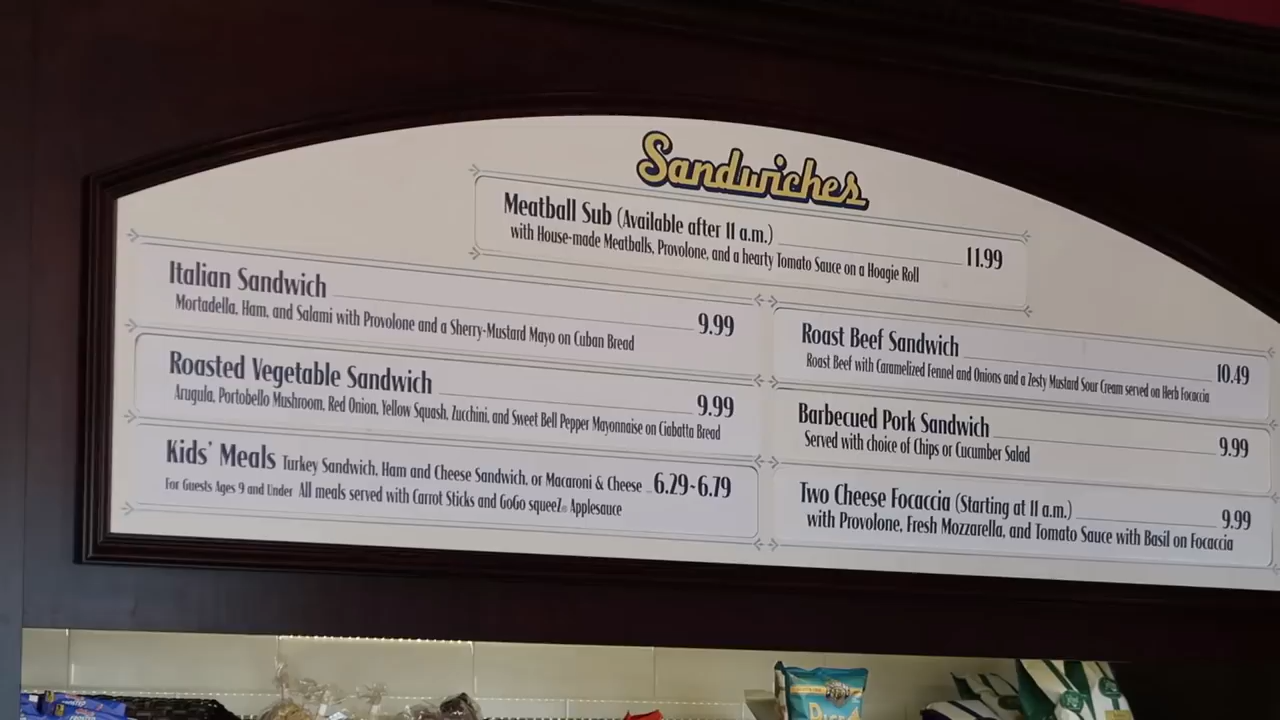 Sandwiches
Meatball Sub (Available after 11 a.m.) 11.99
with House-made Meatballs, Provolone, and a hearty Tomato Sauce on a Hoagie Roll
Italian Sandwich 9.99
Mortadella, Ham, and Salami with Provolone and a Sherry-Mustard Mayo on Cuban Bread
Roasted Vegetable Sandwich 9.99
Arugula, Portobello Mushroom, Red Onion, Yellow Squash, Zucchini, and Sweet Bell Pepper Mayonnaise on Ciabatta Bread
Kids' Meals Turkey Sandwich, Ham and Cheese Sandwich, or Macaroni & Cheese 6.29-6.79
For Guests Ages 9 and Under All meals served with Carrot Sticks and GoGo squeeZ® Applesauce
Roast Beef Sandwich 10.49
Roast Beef with Caramelized Fennel and Onions and a Zesty Mustard Sour Cream served on Herb Focaccia
Barbecued Pork Sandwich 9.99
Served with choice of Chips or Cucumber Salad
Two Cheese Focaccia (Starting at 11 a.m.) 9.99
with Provolone, Fresh Mozzarella, and Tomato Sauce with Basil on Focaccia